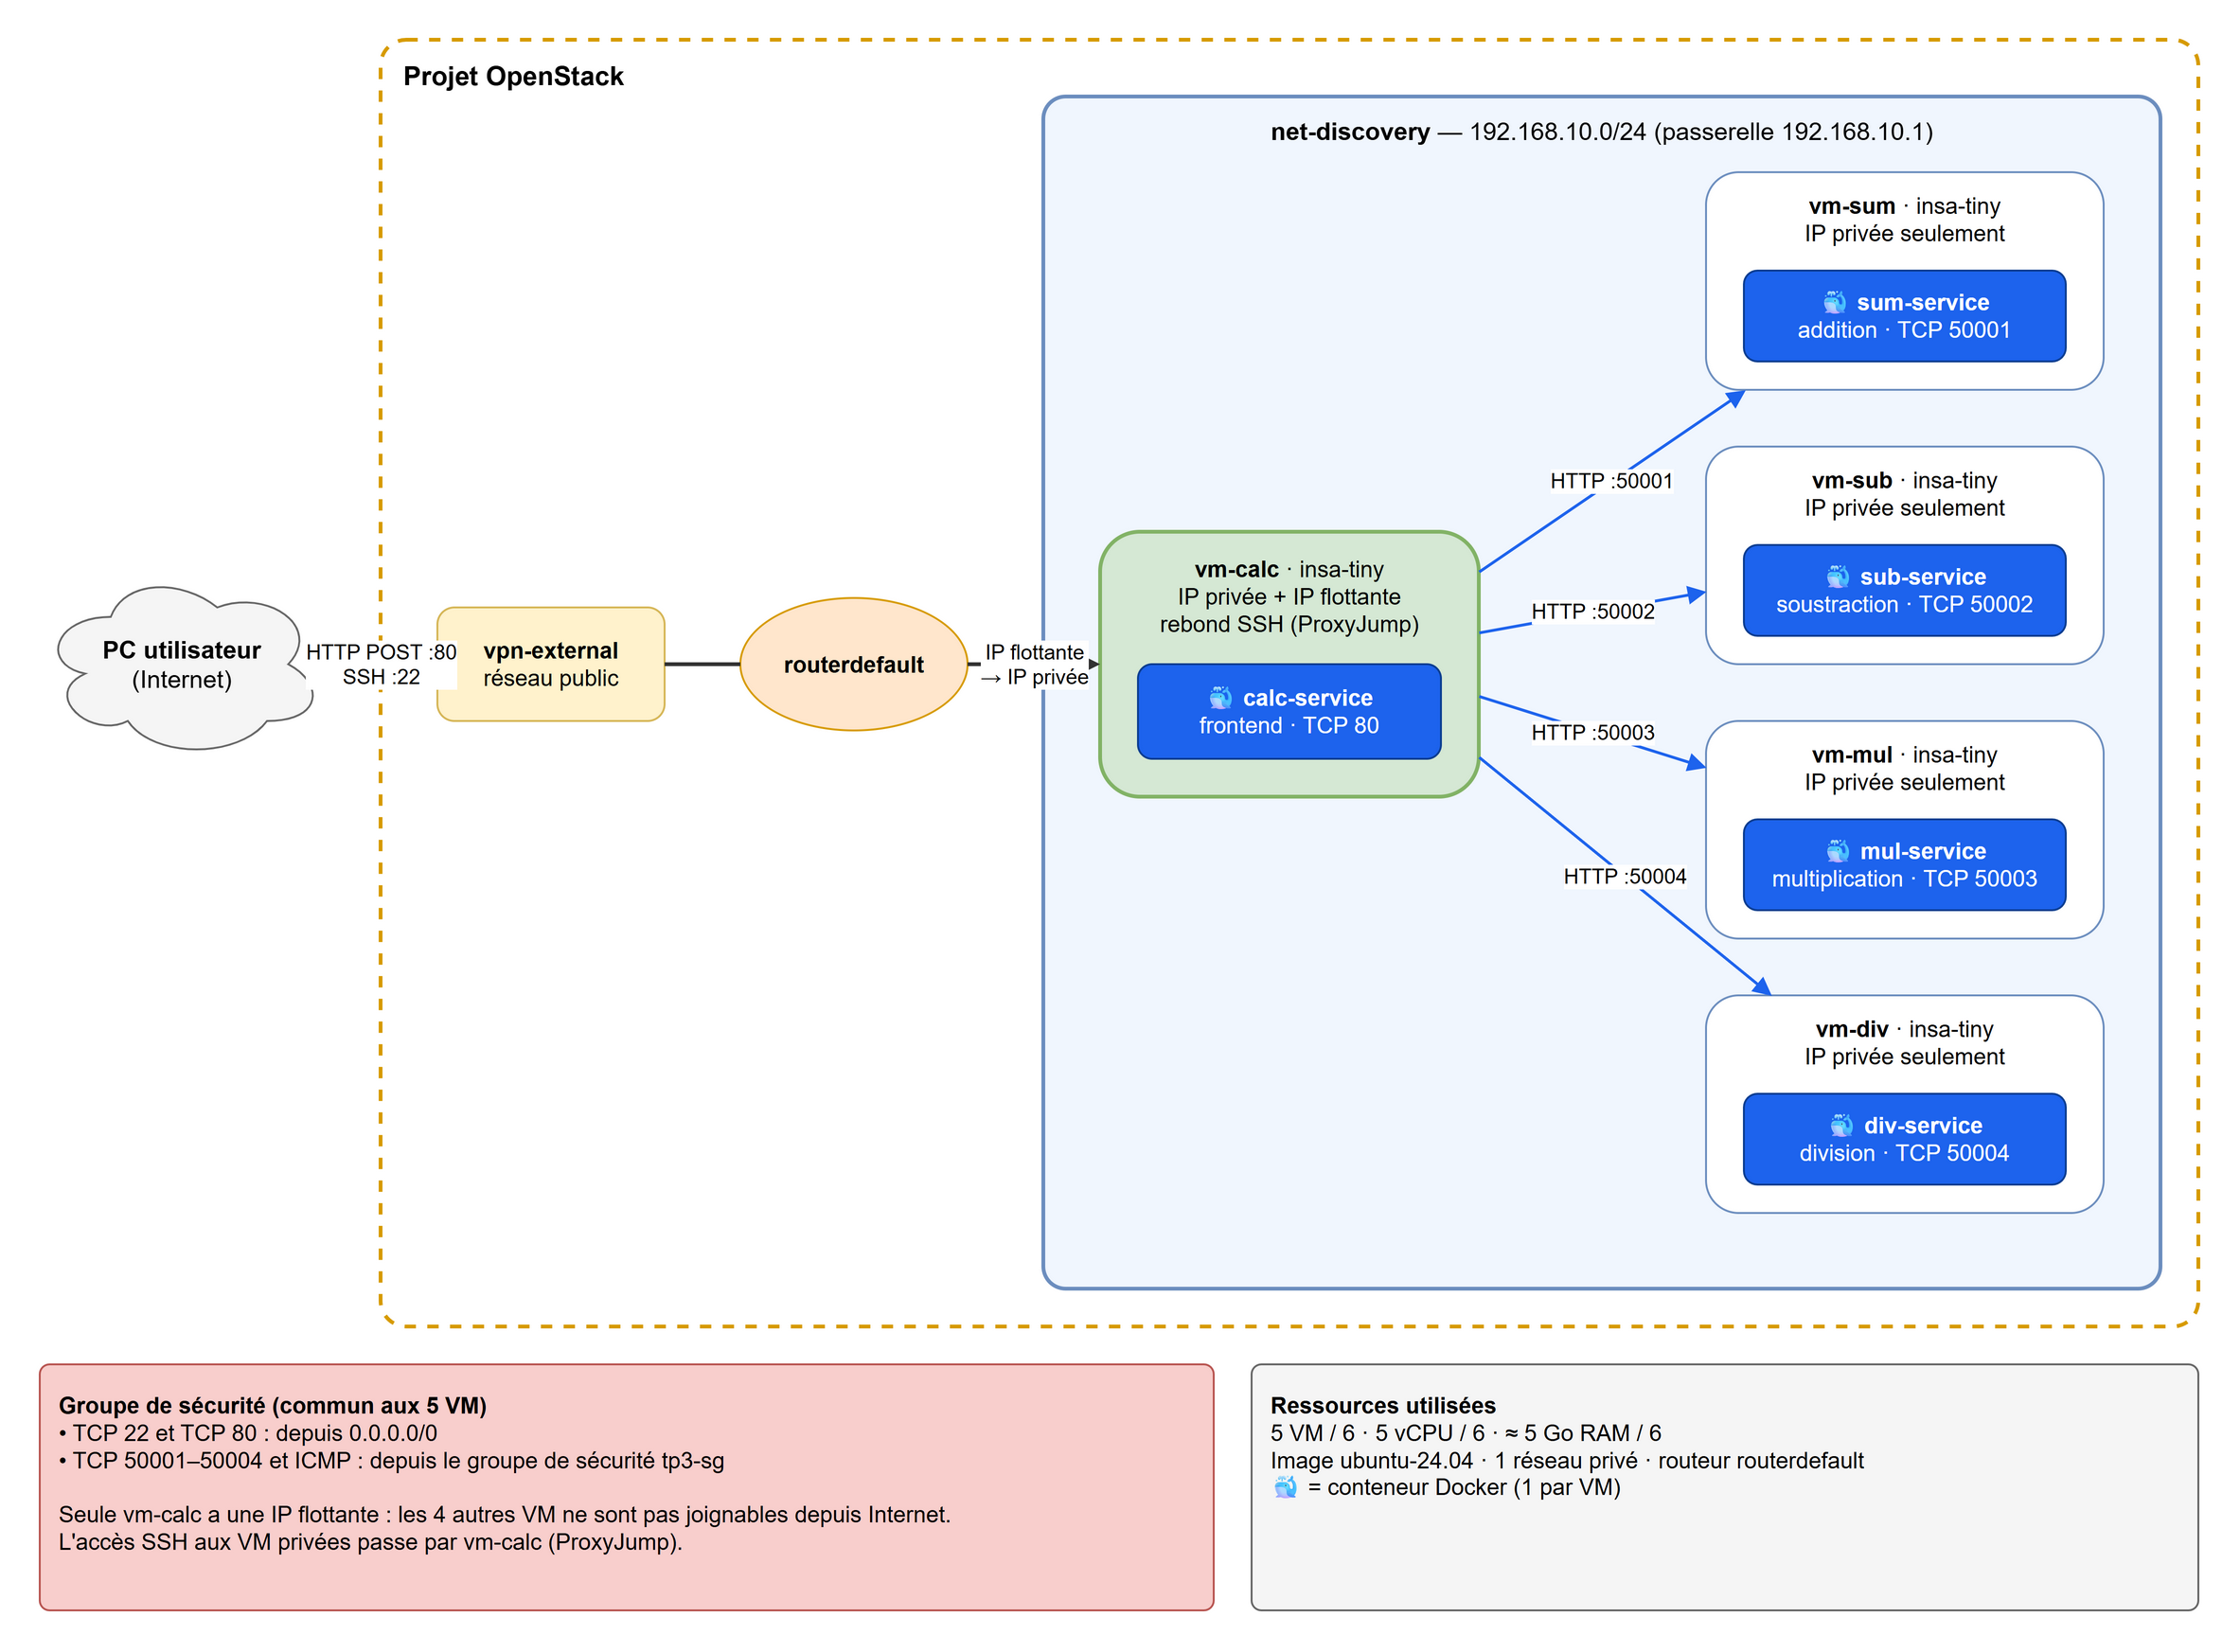 Projet OpenStack
net-discovery — 192.168.10.0/24 (passerelle 192.168.10.1)
vm-sum · insa-tiny
IP privée seulement
sum-service
addition · TCP 50001
HTTP :50001
vm-sub · insa-tiny
IP privée seulement
sub-service
soustraction · TCP 50002
HTTP :50002
PC utilisateur
(Internet)
HTTP POST :80
SSH :22
vpn-external
réseau public
routerdefault
IP flottante
→ IP privée
vm-calc · insa-tiny
IP privée + IP flottante
rebond SSH (ProxyJump)
calc-service
frontend · TCP 80
HTTP :50003
vm-mul · insa-tiny
IP privée seulement
mul-service
multiplication · TCP 50003
HTTP :50004
vm-div · insa-tiny
IP privée seulement
div-service
division · TCP 50004
Groupe de sécurité (commun aux 5 VM)
• TCP 22 et TCP 80 : depuis 0.0.0.0/0
• TCP 50001–50004 et ICMP : depuis le groupe de sécurité tp3-sg
Seule vm-calc a une IP flottante : les 4 autres VM ne sont pas joignables depuis Internet.
L'accès SSH aux VM privées passe par vm-calc (ProxyJump).
Ressources utilisées
5 VM / 6 · 5 vCPU / 6 · ≈ 5 Go RAM / 6
Image ubuntu-24.04 · 1 réseau privé · routeur routerdefault
🐳 = conteneur Docker (1 par VM)